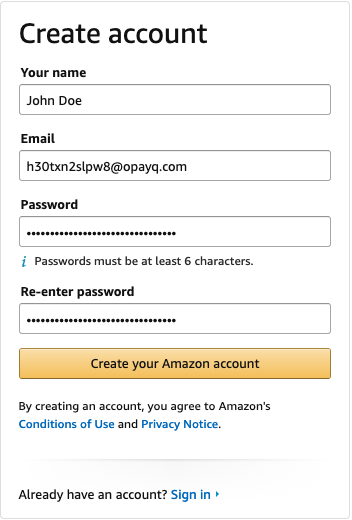 Create account
Your name
John Doe
Email
h30txn2slpw8@opayq.com
Password
••••••••••••••••••••••••••••••••
i Passwords must be at least 6 characters.
Re-enter password
••••••••••••••••••••••••••••••••
Create your Amazon account
By creating an account, you agree to Amazon's
Conditions of Use and Privacy Notice.
Already have an account? Sign in